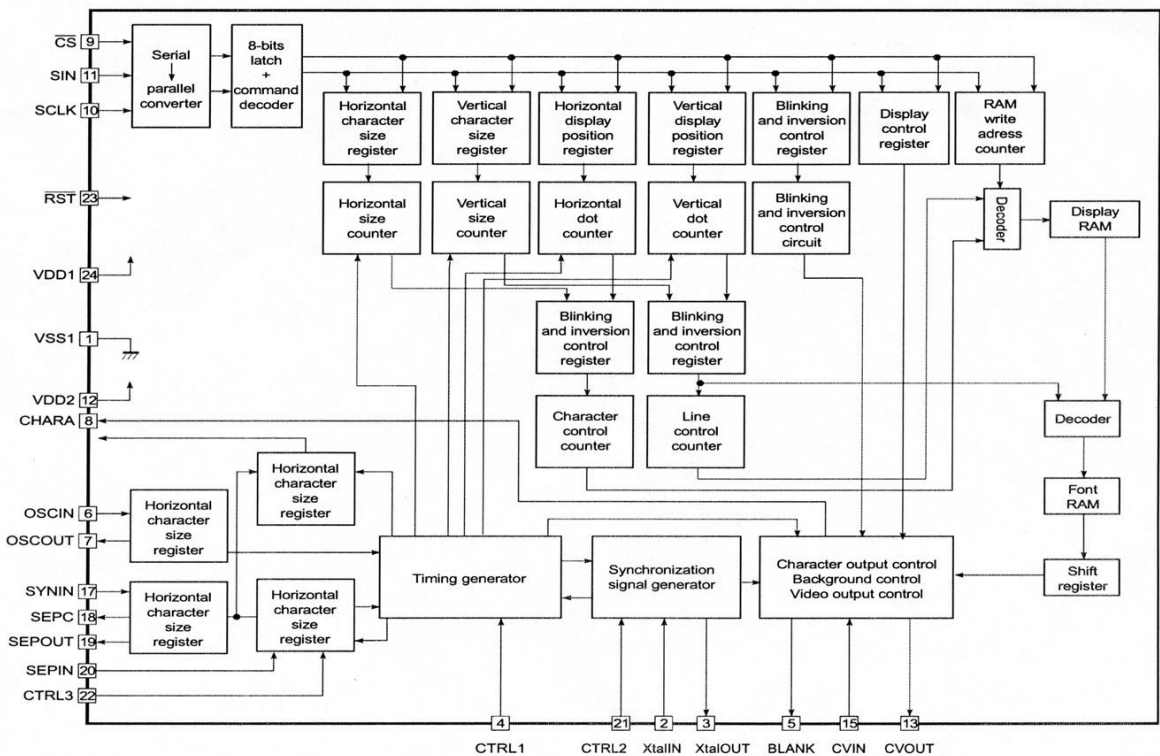 CS
9
SIN
11
SCLK
10
RST
23
VDD1
24
VSS1
1
VDD2
12
CHARA
8
OSCIN
6
OSCOUT
7
SYNIN
17
SEPC
18
SEPOUT
19
SEPIN
20
CTRL3
22
Serial
parallel
converter
8-bits
latch
+
command
decoder
Horizontal
character
size
register
Vertical
character
size
register
Horizontal
display
position
register
Vertical
display
position
register
Blinking
and inversion
control
register
Display
control
register
RAM
write
adress
counter
Horizontal
size
counter
Vertical
size
counter
Horizontal
dot
counter
Vertical
dot
counter
Blinking
and inversion
control
circuit
Decoder
Display
RAM
Blinking
and inversion
control
register
Blinking
and inversion
control
register
Character
control
counter
Line
control
counter
Decoder
Font
RAM
Shift
register
Horizontal
character
size
register
Horizontal
character
size
register
Horizontal
character
size
register
Horizontal
character
size
register
Timing generator
Synchronization
signal generator
Character output control
Background control
Video output control
4
21
2
3
5
15
13
CTRL1
CTRL2
XtalIN
XtalOUT
BLANK
CVIN
CVOUT